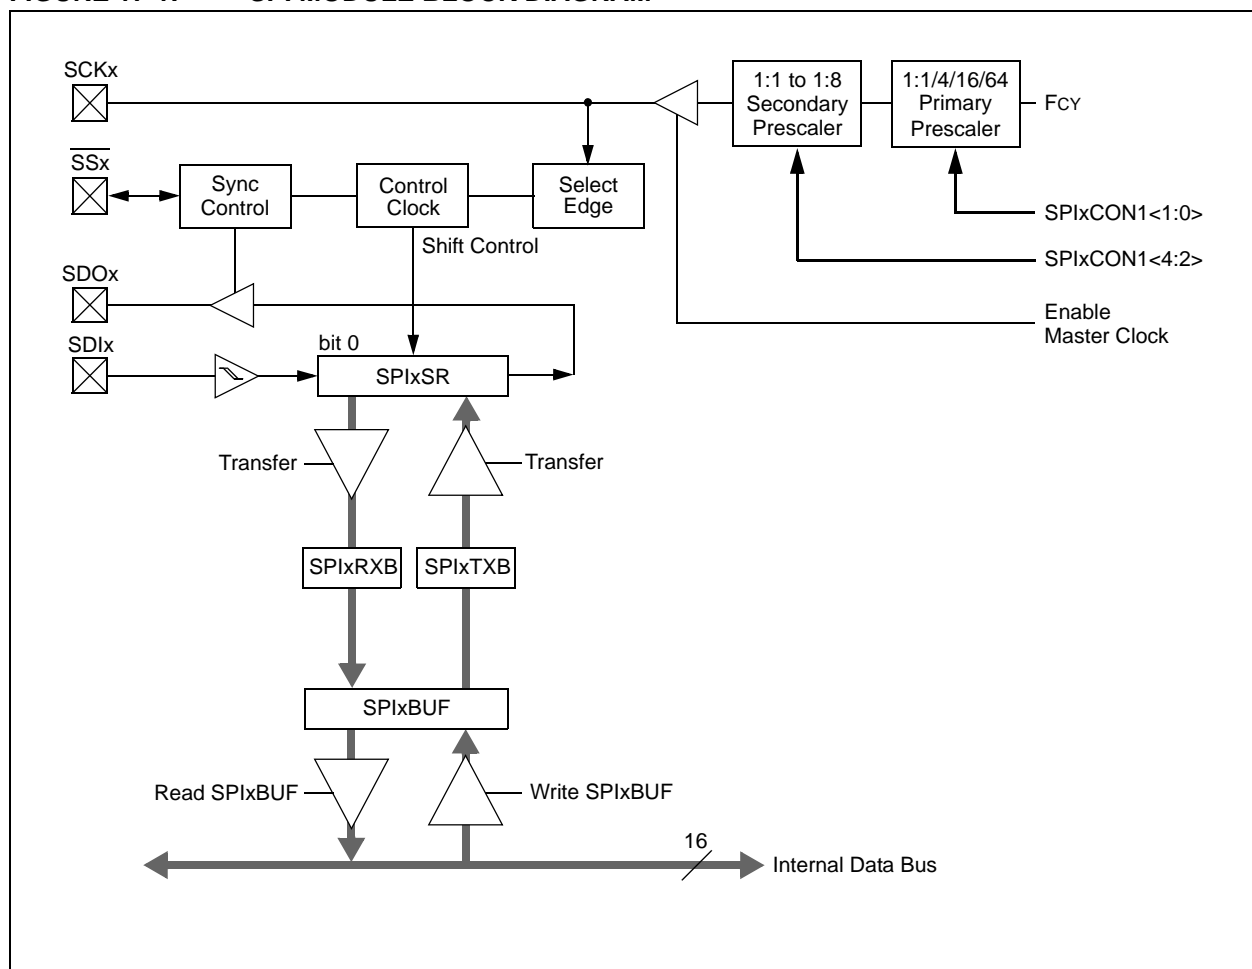 SCKx
SSx
SDOx
SDIx
1:1 to 1:8
Secondary
Prescaler
1:1/4/16/64
Primary
Prescaler
FCY
Sync
Control
Control
Clock
Select
Edge
Shift Control
SPIxCON1<1:0>
SPIxCON1<4:2>
Enable
Master Clock
bit 0
SPIxSR
Transfer
Transfer
SPIxRXB
SPIxTXB
SPIxBUF
Read SPIxBUF
Write SPIxBUF
16
Internal Data Bus